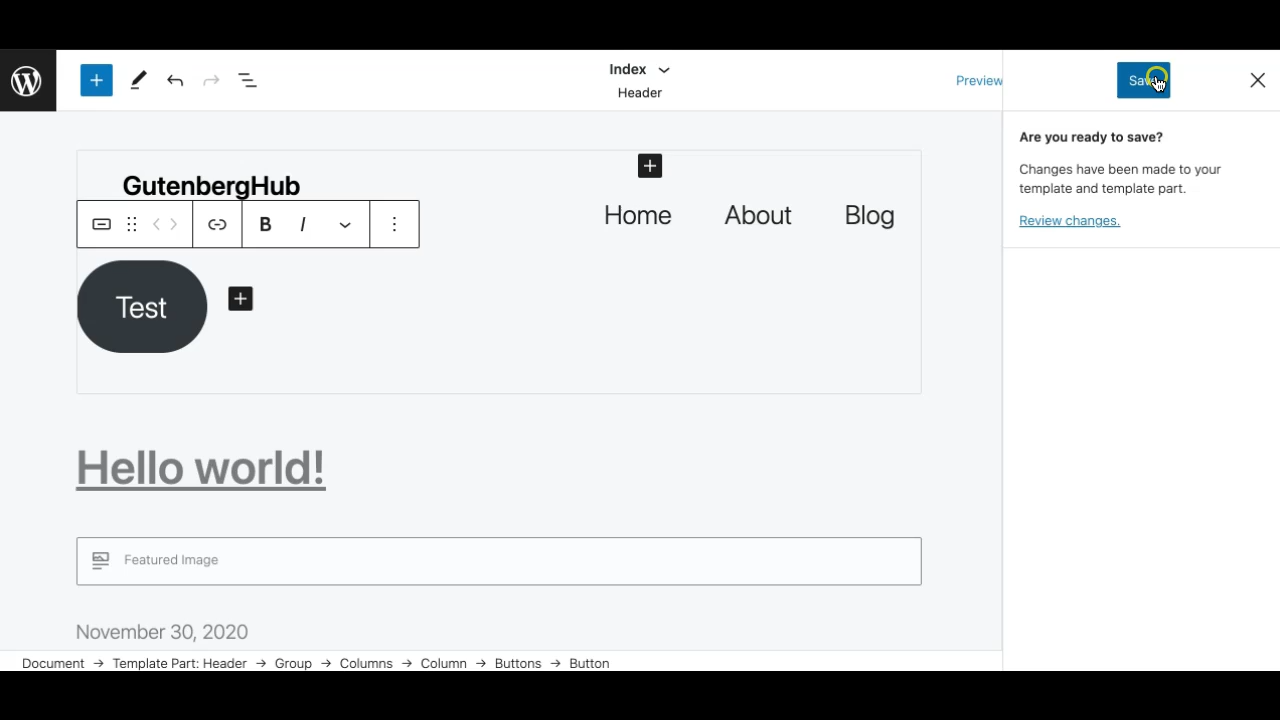 Index
Header
Preview
Save
Are you ready to save?
Changes have been made to your
template and template part.
Review changes.
GutenbergHub
Home About Blog
B I
Test
Hello world!
Featured Image
November 30, 2020
Document → Template Part: Header → Group → Columns → Column → Buttons → Button